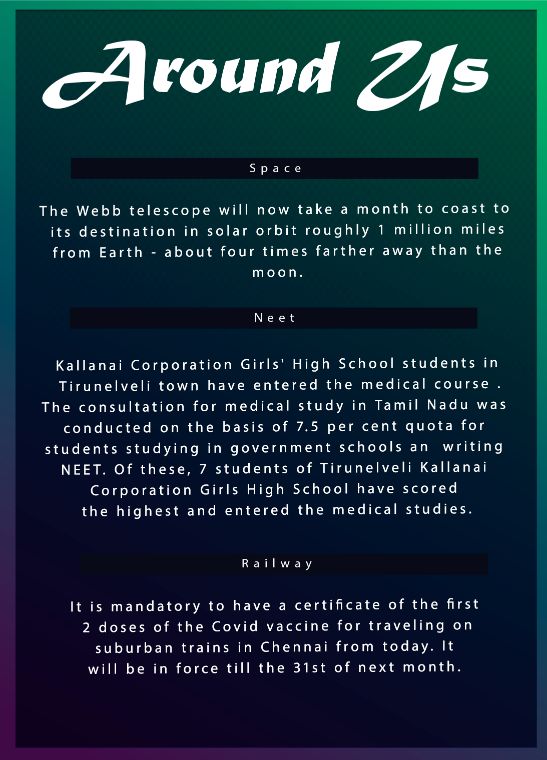 Around Us
Space
The Webb telescope will now take a month to coast to
its destination in solar orbit roughly 1 million miles
from Earth - about four times farther away than the
moon.
Neet
Kallanai Corporation Girls' High School students in
Tirunelveli town have entered the medical course .
The consultation for medical study in Tamil Nadu was
conducted on the basis of 7.5 per cent quota for
students studying in government schools an  writing
NEET. Of these, 7 students of Tirunelveli Kallanai
Corporation Girls High School have scored
the highest and entered the medical studies.
Railway
It is mandatory to have a certificate of the first
2 doses of the Covid vaccine for traveling on
suburban trains in Chennai from today. It
will be in force till the 31st of next month.